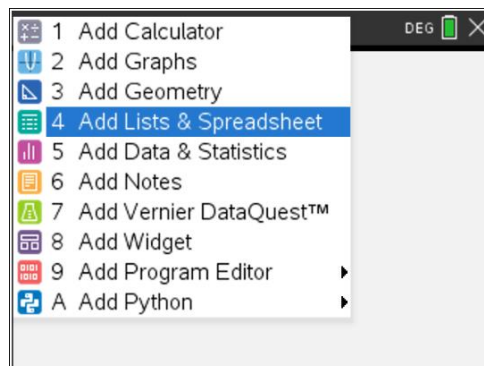 DEG
1 Add Calculator
2 Add Graphs
3 Add Geometry
4 Add Lists & Spreadsheet
5 Add Data & Statistics
6 Add Notes
7 Add Vernier DataQuest™
8 Add Widget
9 Add Program Editor
A Add Python